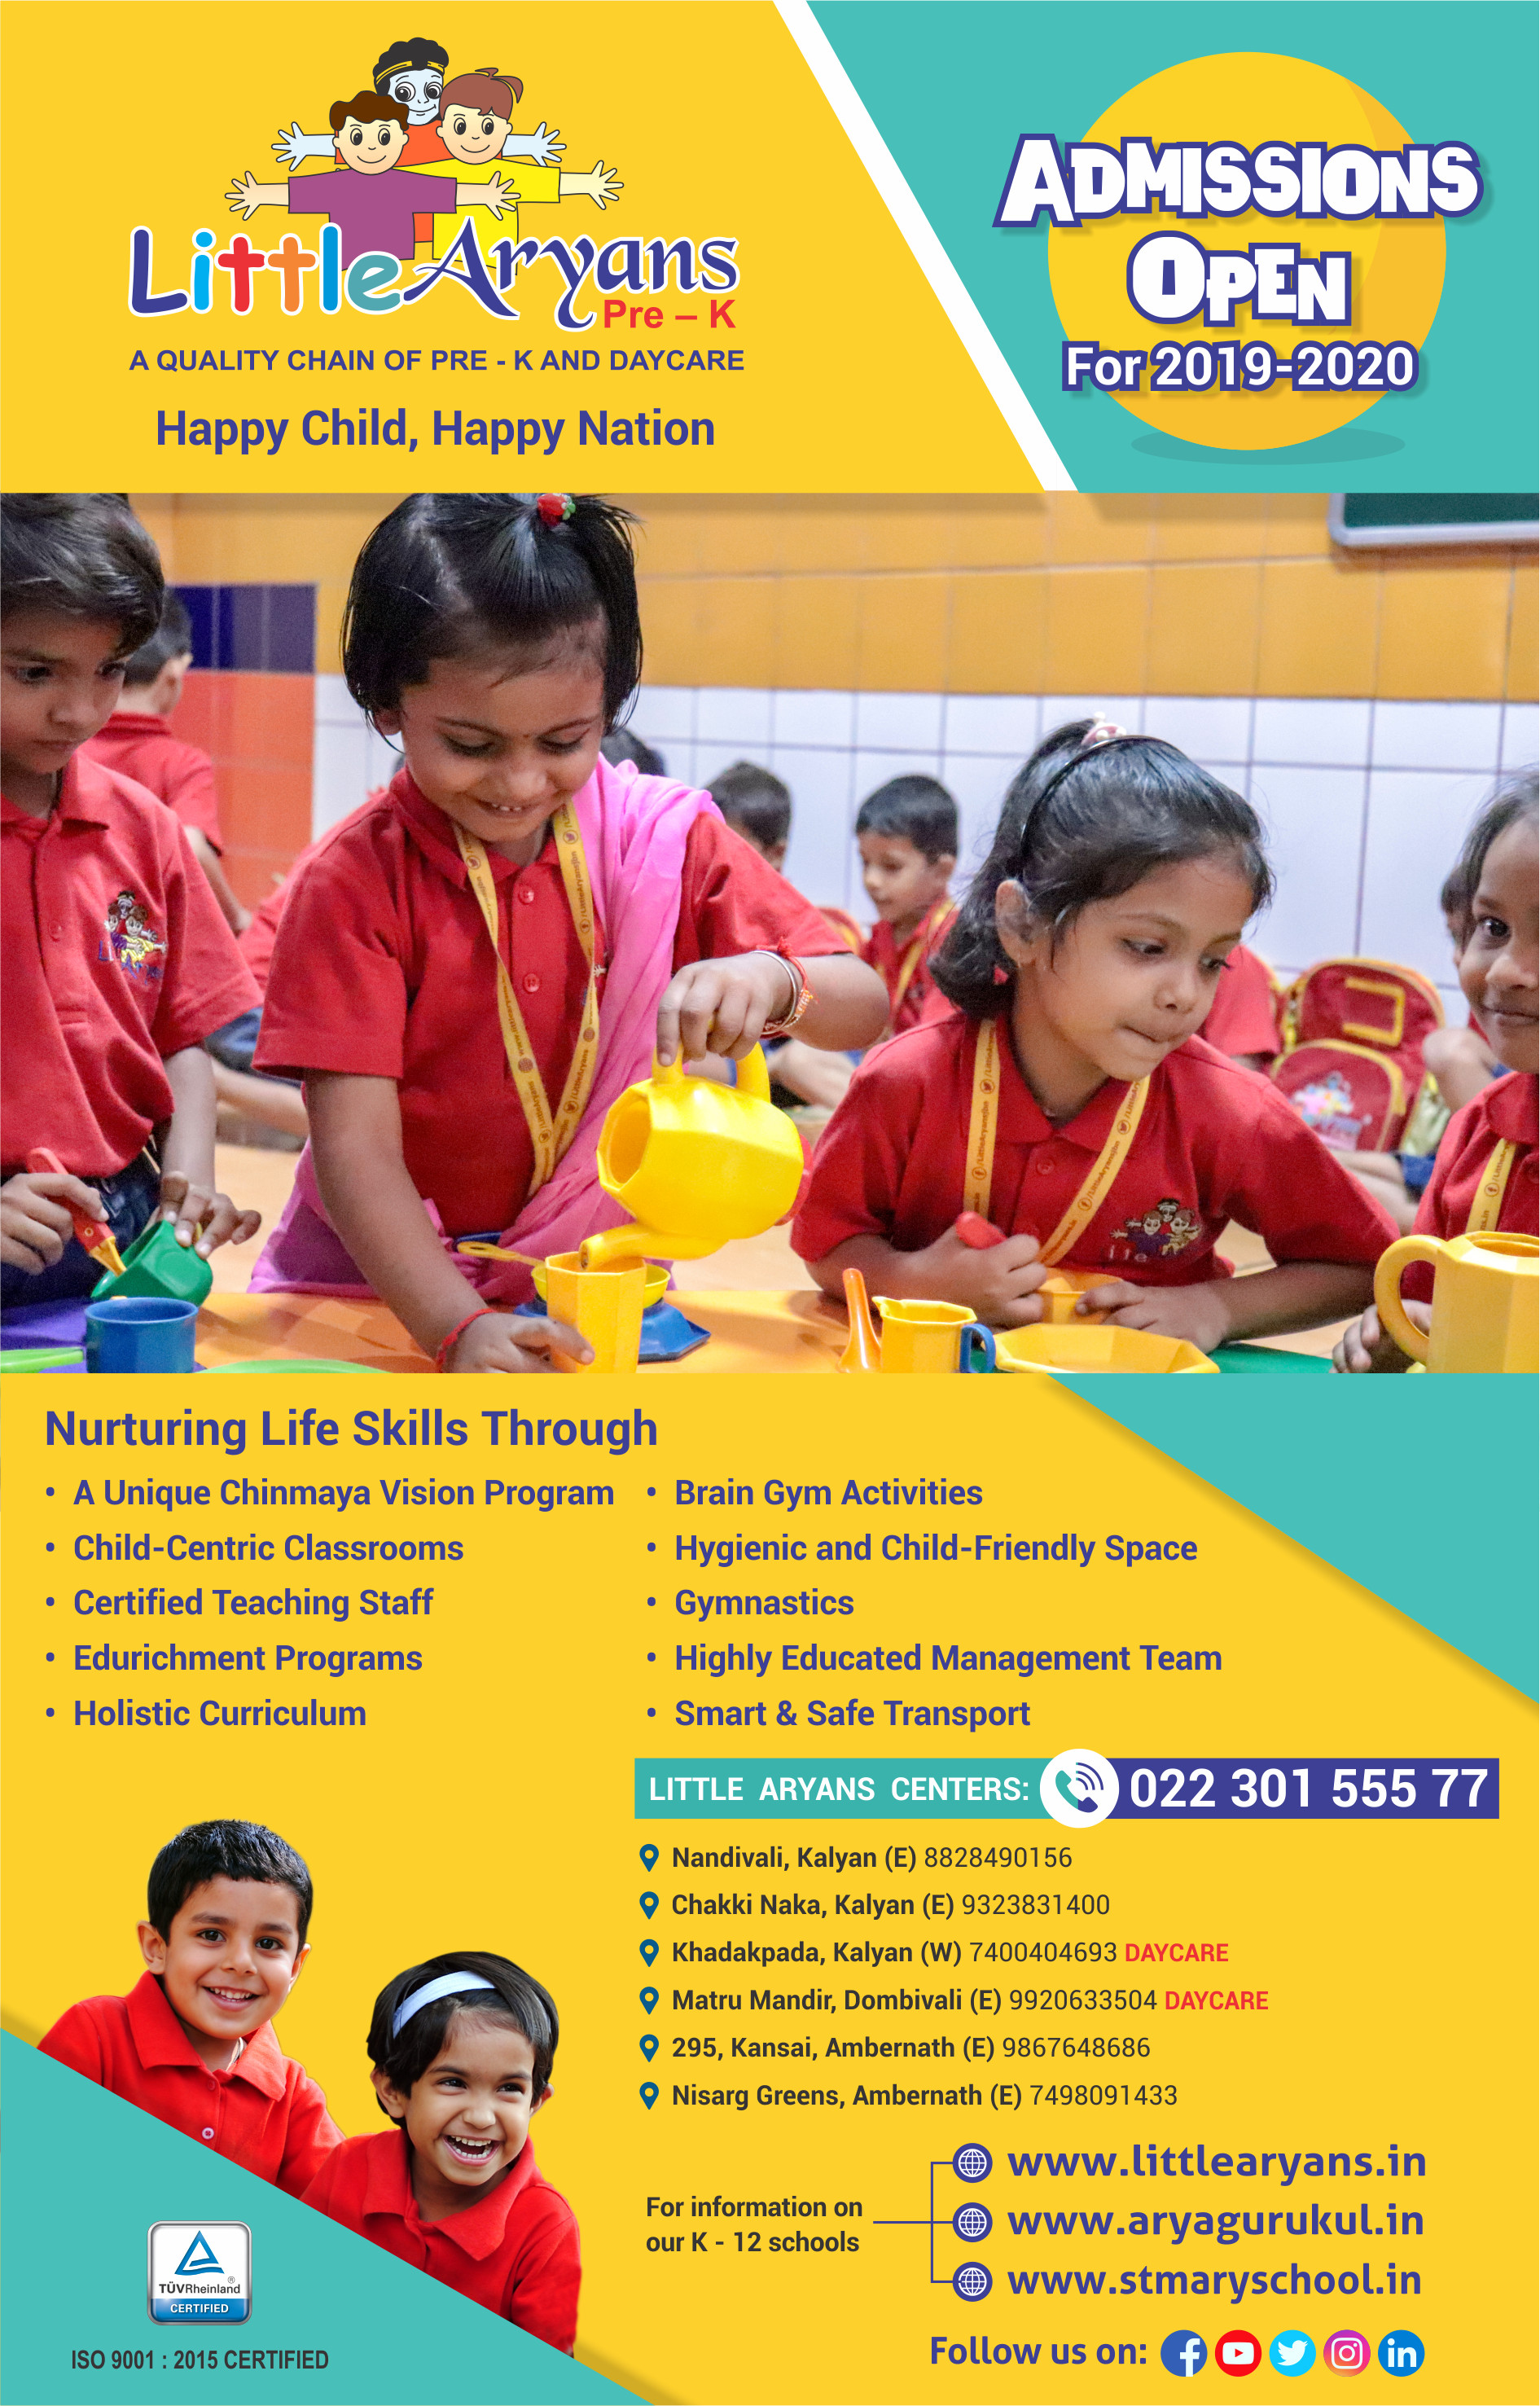 Little Aryans
Pre – K
A QUALITY CHAIN OF PRE - K AND DAYCARE
Happy Child, Happy Nation
ADMISSIONS
OPEN
For 2019-2020
Nurturing Life Skills Through
• A Unique Chinmaya Vision Program
• Child-Centric Classrooms
• Certified Teaching Staff
• Edurichment Programs
• Holistic Curriculum
• Brain Gym Activities
• Hygienic and Child-Friendly Space
• Gymnastics
• Highly Educated Management Team
• Smart & Safe Transport
LITTLE ARYANS CENTERS: 022 301 555 77
Nandivali, Kalyan (E) 8828490156
Chakki Naka, Kalyan (E) 9323831400
Khadakpada, Kalyan (W) 7400404693 DAYCARE
Matru Mandir, Dombivali (E) 9920633504 DAYCARE
295, Kansai, Ambernath (E) 9867648686
Nisarg Greens, Ambernath (E) 7498091433
For information on
our K - 12 schools
www.littlearyans.in
www.aryagurukul.in
www.stmaryschool.in
Follow us on:
TÜVRheinland®
CERTIFIED
ISO 9001 : 2015 CERTIFIED